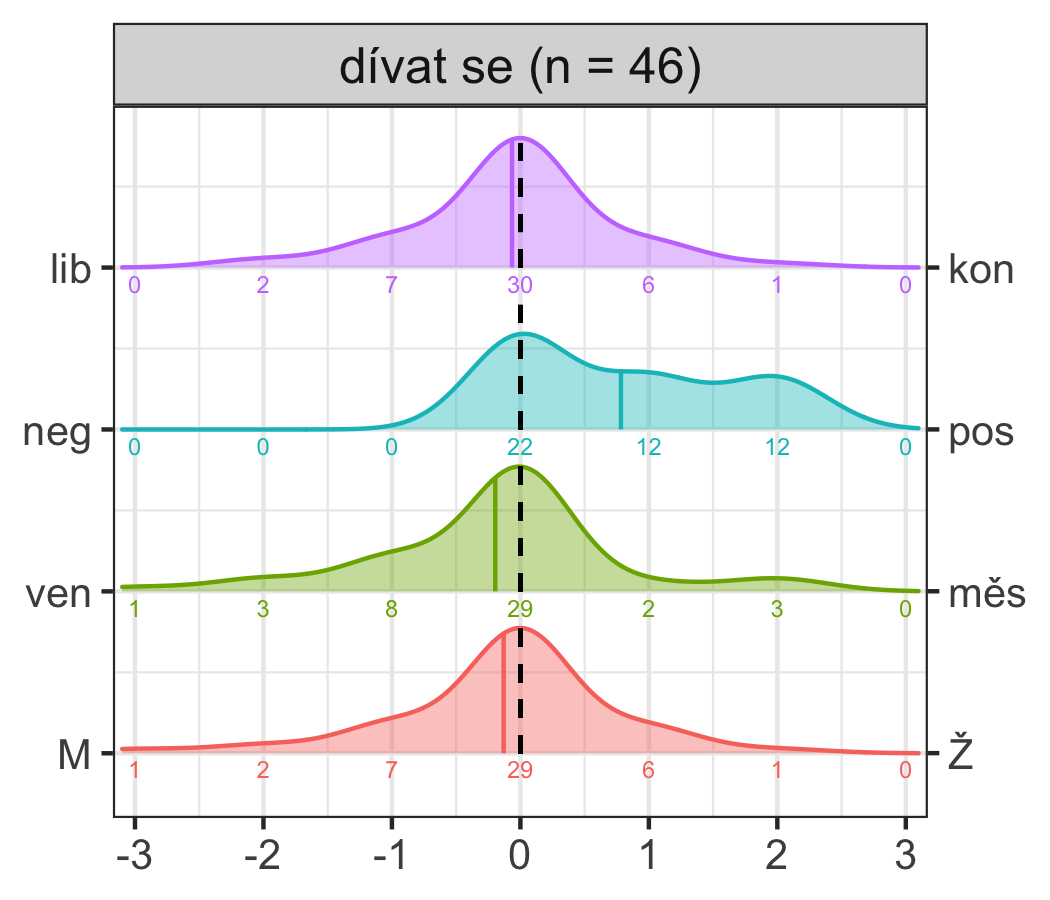 dívat se (n = 46)
lib kon
0 2 7 30 6 1 0
neg pos
0 0 0 22 12 12 0
ven měs
1 3 8 29 2 3 0
M Ž
1 2 7 29 6 1 0
-3 -2 -1 0 1 2 3